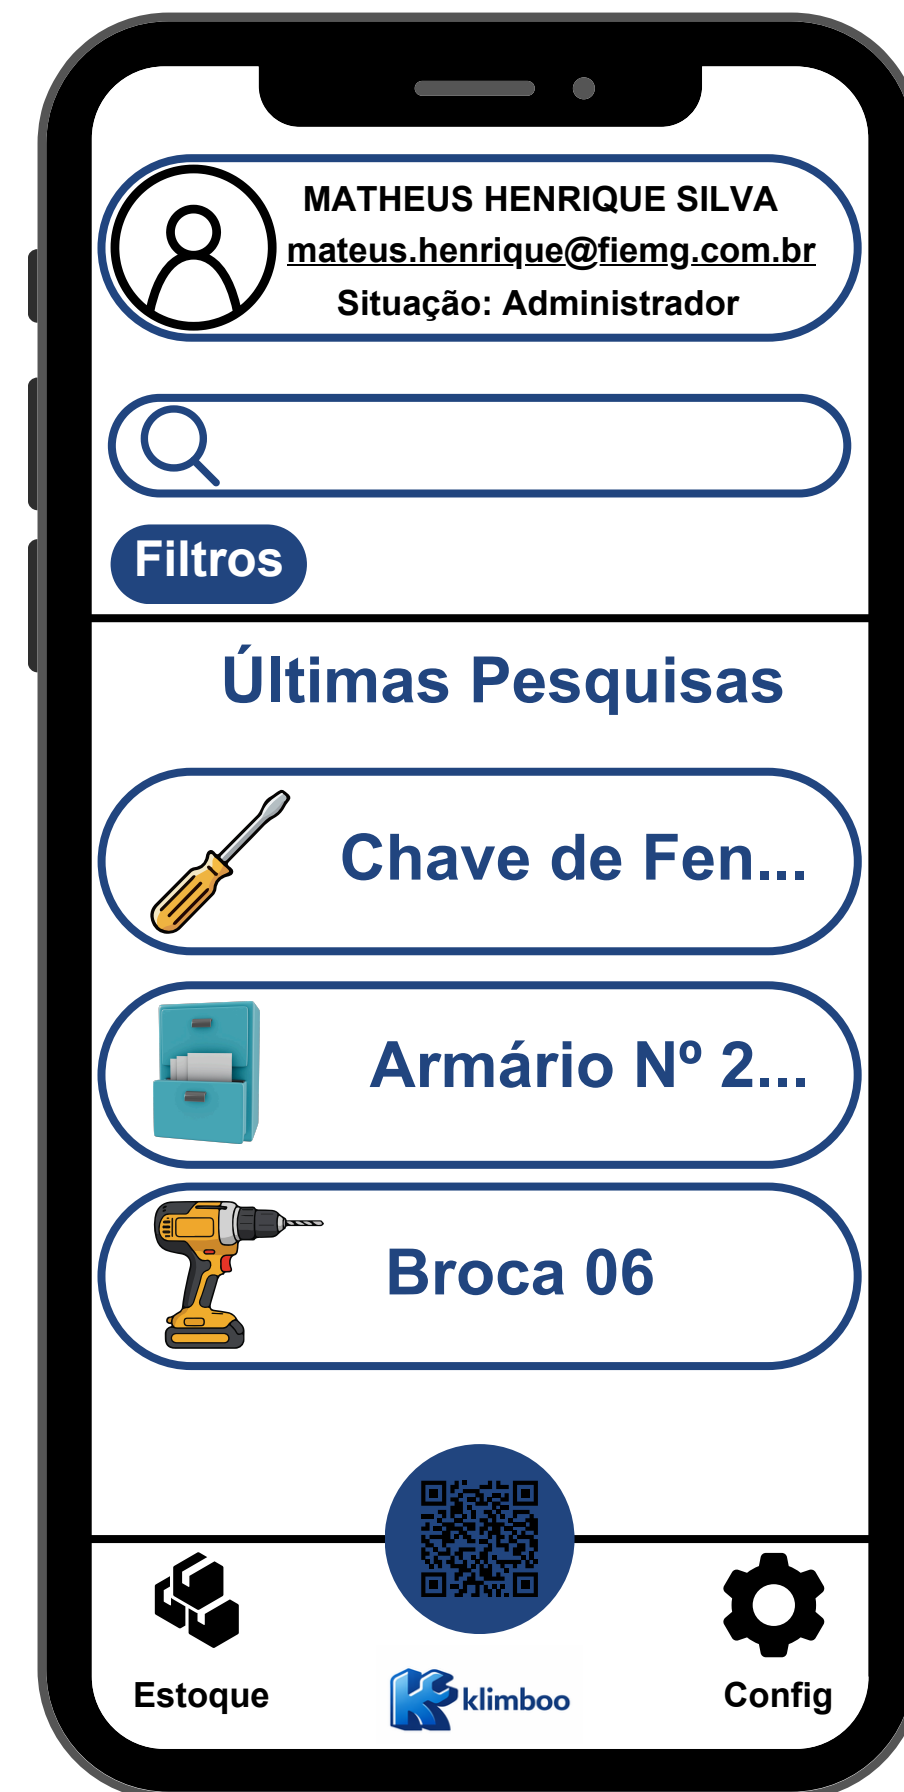 MATHEUS HENRIQUE SILVA
mateus.henrique@fiemg.com.br
Situação: Administrador
Filtros
Últimas Pesquisas
Chave de Fen...
Armário Nº 2...
Broca 06
Estoque
klimboo
Config